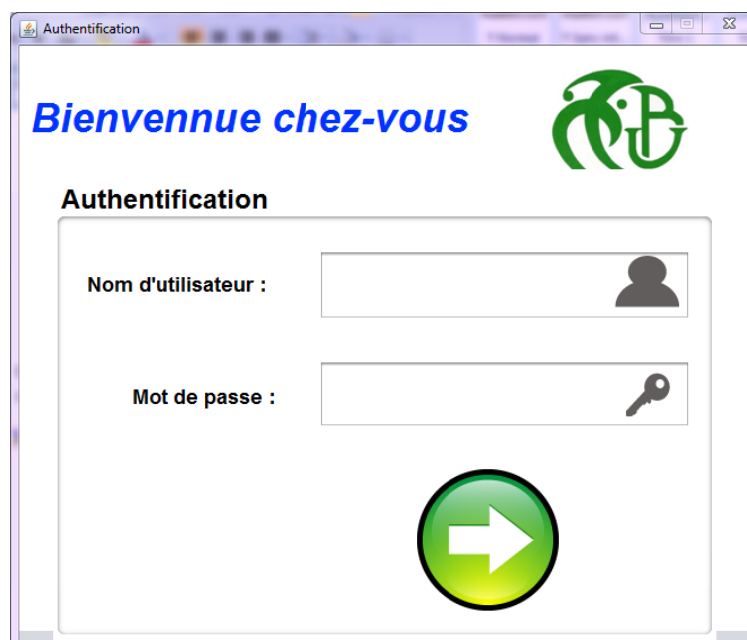 Authentification
Bienvennue chez-vous
Authentification
Nom d'utilisateur :
Mot de passe :